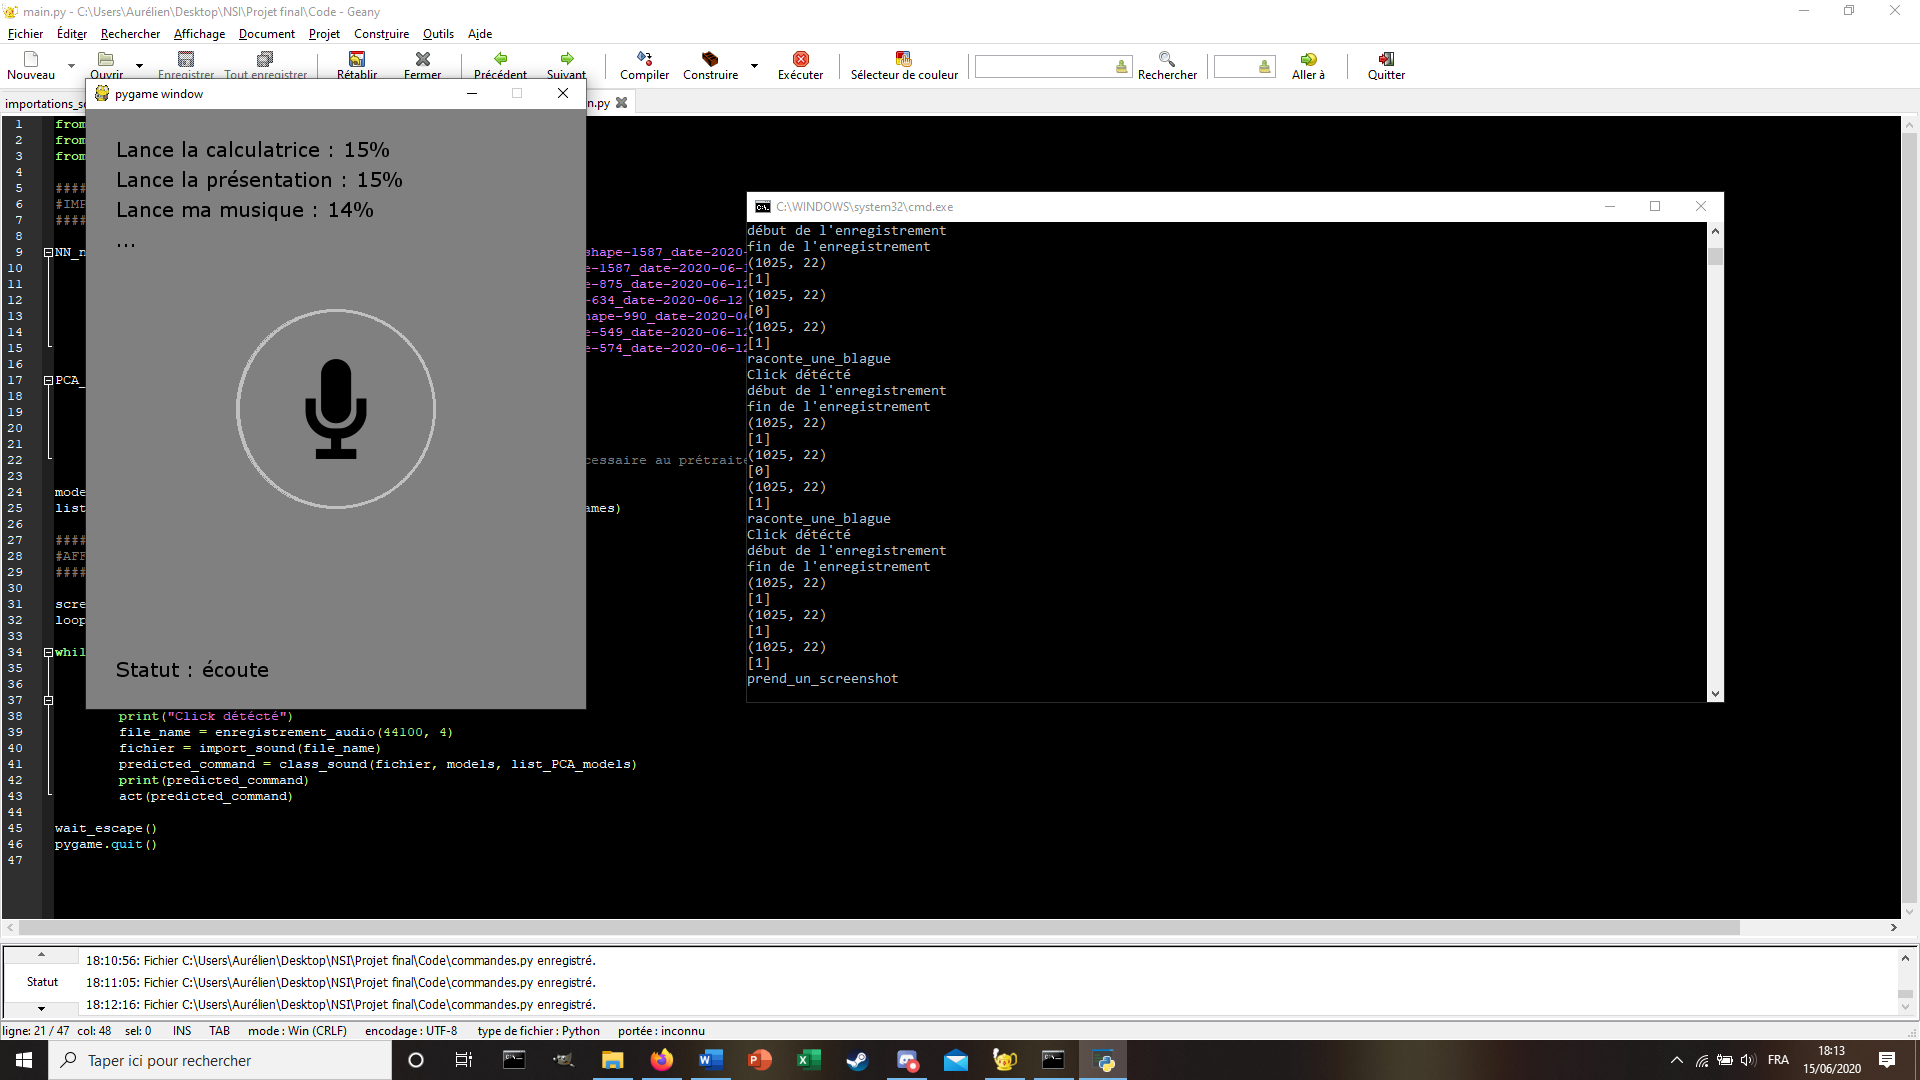 main.py - C:\Users\Aurélien\Desktop\NSI\Projet final\Code - Geany
Fichier Éditer Rechercher Affichage Document Projet Construire Outils Aide
Nouveau Ouvrir Enregistrer Tout enregistrer Rétablir Fermer Précédent Suivant Compiler Construire Exécuter Sélecteur de couleur Rechercher Aller à Quitter
pygame window
Lance la calculatrice : 15%
Lance la présentation : 15%
Lance ma musique : 14%
...
Statut : écoute
n.py
1 from
2 from
3 from
4
5 ####
6 #IMP
7 ####
8
9 NN_n hape-1587_date-2020-
10 e-1587_date-2020-06-1
11 e-875_date-2020-06-12
12 -634_date-2020-06-12
13 ape-990_date-2020-06
14 e-549_date-2020-06-12
15 e-574_date-2020-06-12
16
17 PCA_
18
19
20
21
22 cessaire au prétraite
23
24 mode
25 list ames)
26
27 ####
28 #AFF
29 ####
30
31 scre
32 loop
33
34 whil
35
36
37
38 print("Click détécté")
39 file_name = enregistrement_audio(44100, 4)
40 fichier = import_sound(file_name)
41 predicted_command = class_sound(fichier, models, list_PCA_models)
42 print(predicted_command)
43 act(predicted_command)
44
45 wait_escape()
46 pygame.quit()
47
C:\WINDOWS\system32\cmd.exe
début de l'enregistrement
fin de l'enregistrement
(1025, 22)
[1]
(1025, 22)
[0]
(1025, 22)
[1]
raconte_une_blague
Click détécté
début de l'enregistrement
fin de l'enregistrement
(1025, 22)
[1]
(1025, 22)
[0]
(1025, 22)
[1]
raconte_une_blague
Click détécté
début de l'enregistrement
fin de l'enregistrement
(1025, 22)
[1]
(1025, 22)
[1]
(1025, 22)
[1]
prend_un_screenshot
Statut
18:10:56: Fichier C:\Users\Aurélien\Desktop\NSI\Projet final\Code\commandes.py enregistré.
18:11:05: Fichier C:\Users\Aurélien\Desktop\NSI\Projet final\Code\commandes.py enregistré.
18:12:16: Fichier C:\Users\Aurélien\Desktop\NSI\Projet final\Code\commandes.py enregistré.
ligne: 21 / 47 col: 48 sel: 0 INS TAB mode : Win (CRLF) encodage : UTF-8 type de fichier : Python portée : inconnu
Taper ici pour rechercher
FRA
18:13
15/06/2020